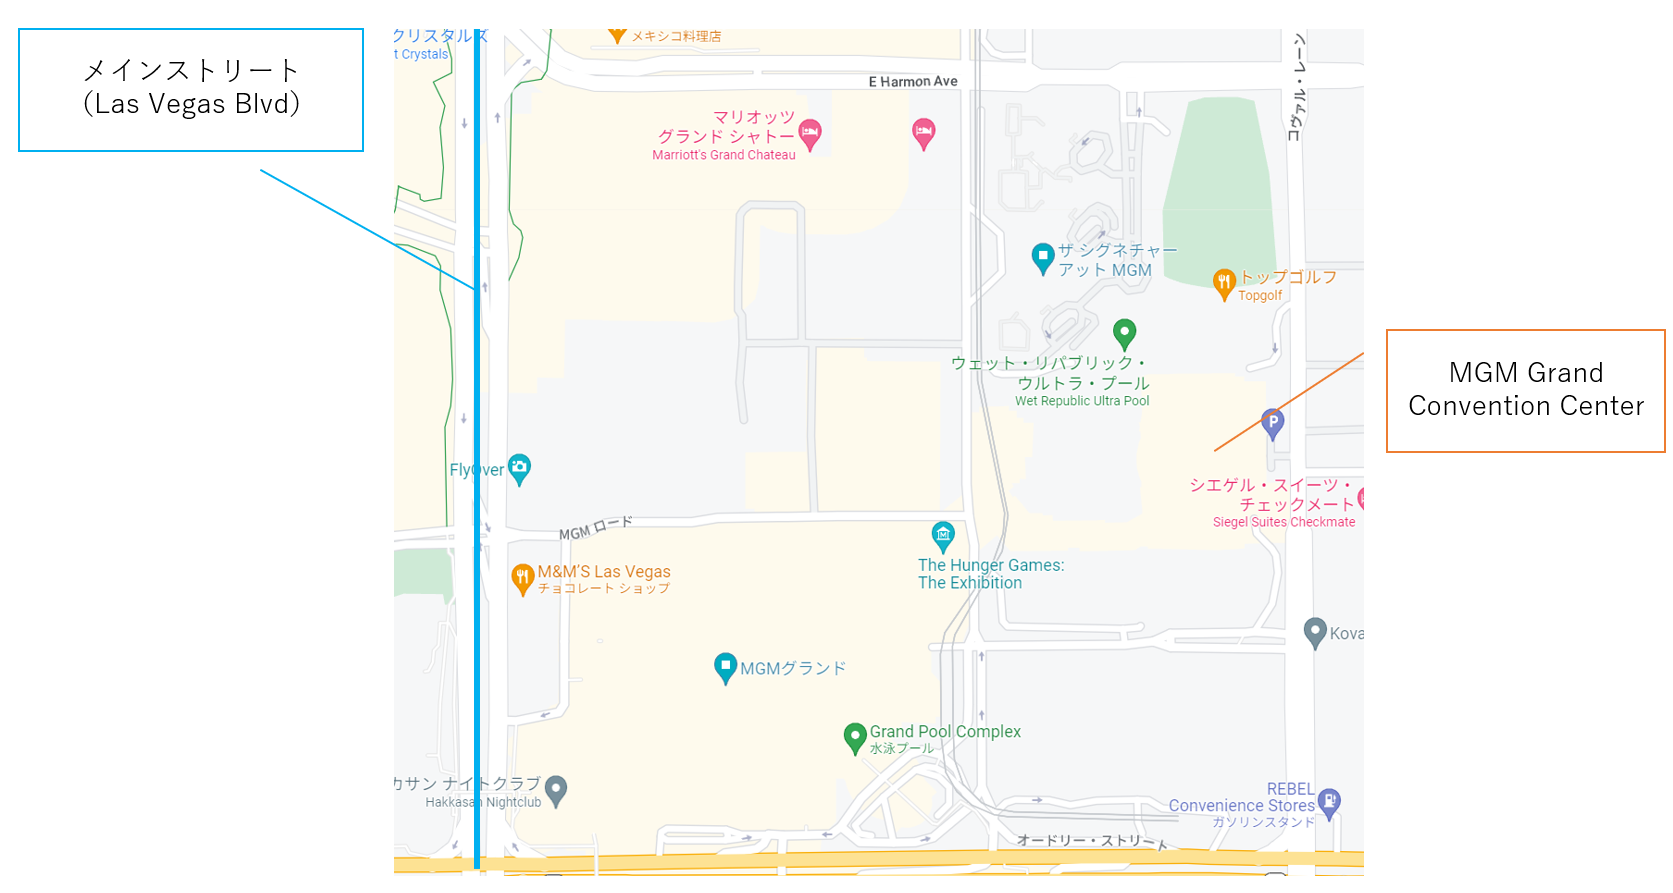 メインストリート
(Las Vegas Blvd)
クリスタルズ
t Crystals
メキシコ料理店
E Harmon Ave
コヴァル・レーン
マリオッツ
グランド シャトー
Marriott's Grand Chateau
ザ シグネチャー
アット MGM
トップゴルフ
Topgolf
ウェット・リパブリック・
ウルトラ・プール
Wet Republic Ultra Pool
MGM Grand
Convention Center
P
FlyOver
シエゲル・スイーツ・
チェックメート
Siegel Suites Checkmate
MGM ロード
The Hunger Games:
The Exhibition
M&M'S Las Vegas
チョコレート ショップ
Kova
MGMグランド
Grand Pool Complex
水泳プール
カサン ナイトクラブ
Hakkasan Nightclub
REBEL
Convenience Stores
ガソリンスタンド
オードリー・ストリート